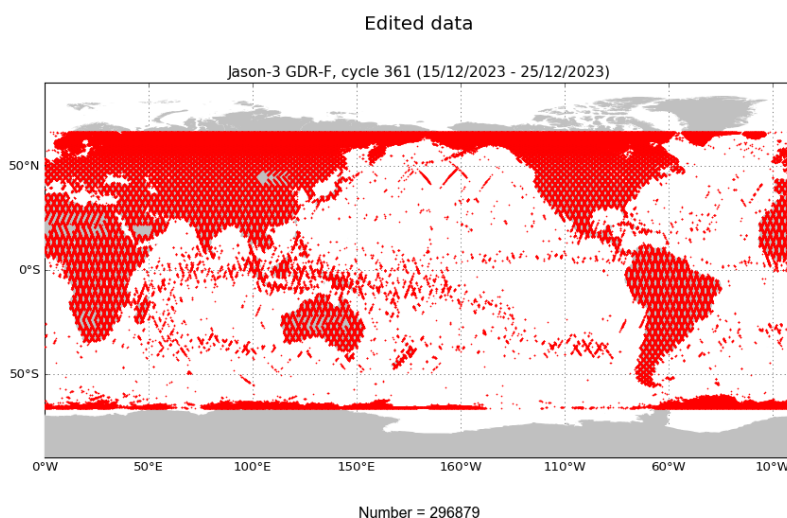 Edited data
Jason-3 GDR-F, cycle 361 (15/12/2023 - 25/12/2023)
50°N
0°S
50°S
0°W 50°E 100°E 150°E 160°W 110°W 60°W 10°W
Number = 296879